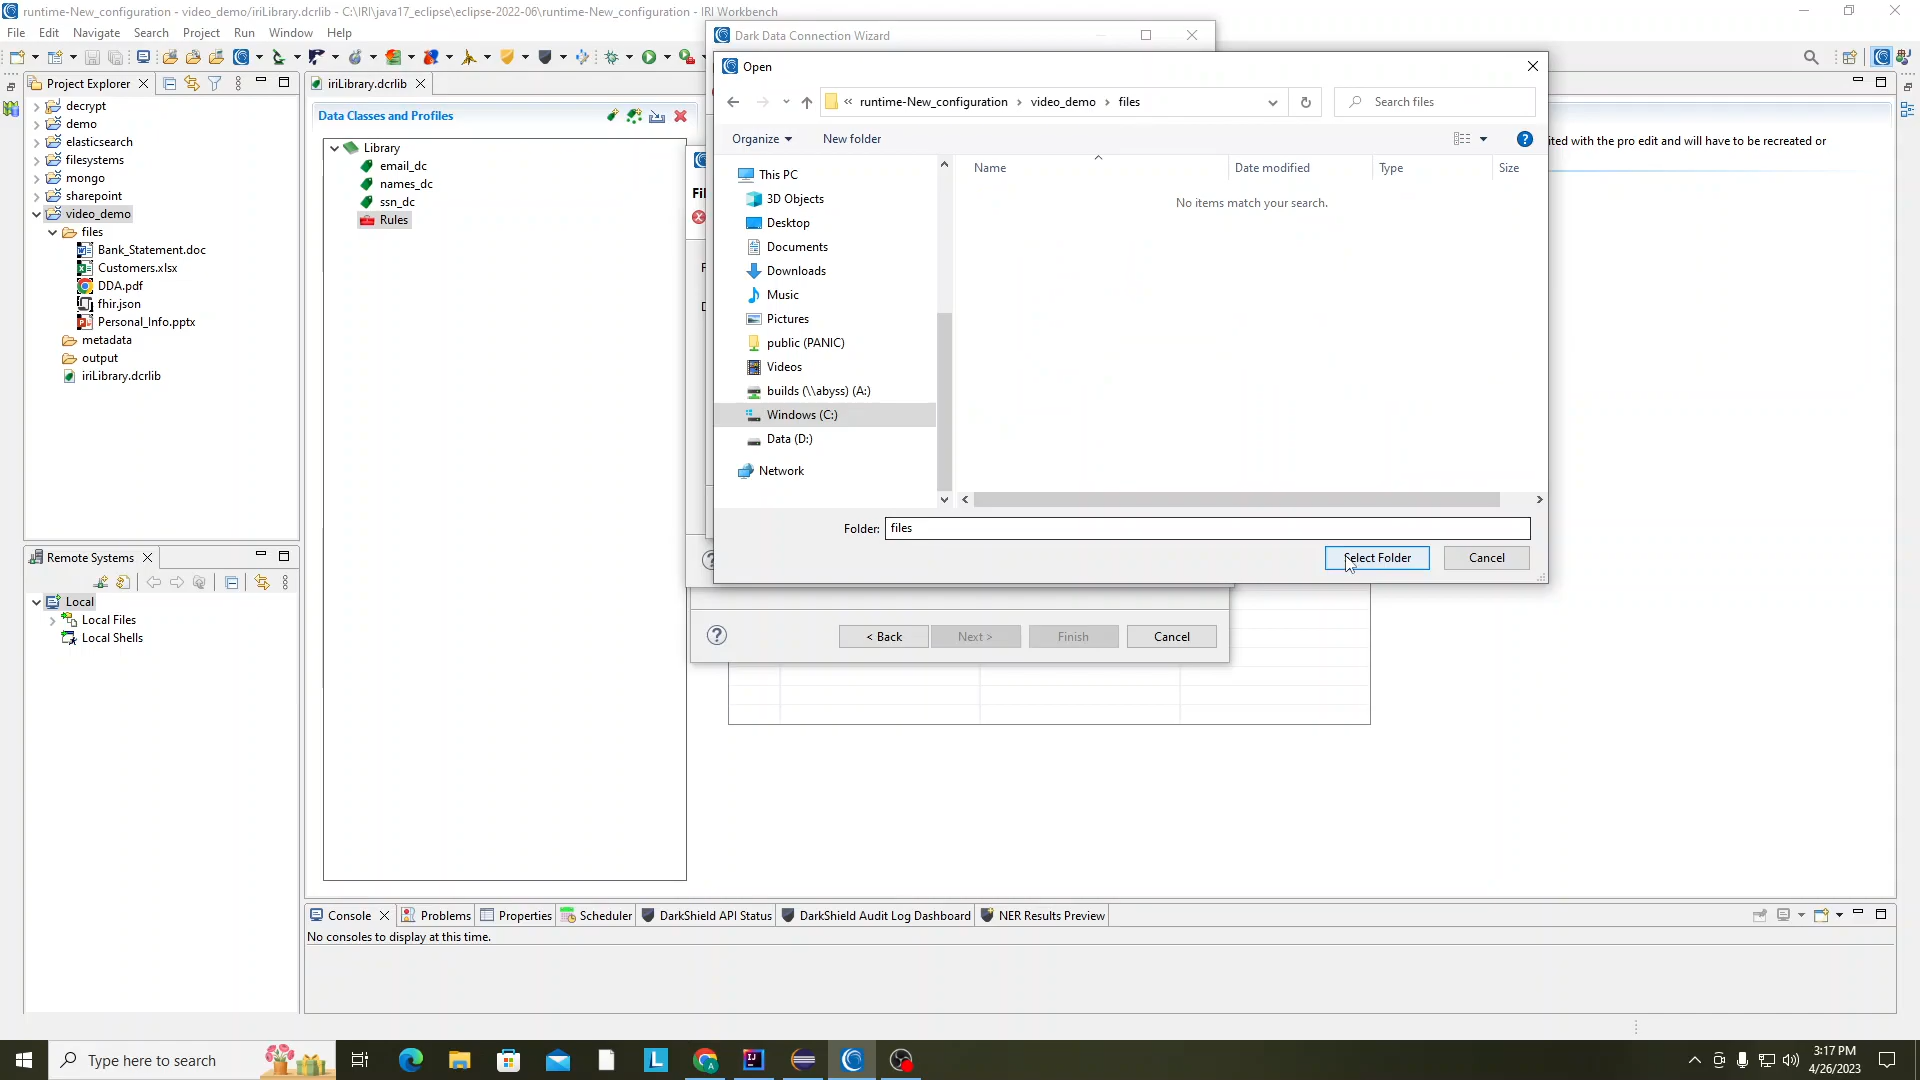 runtime-New_configuration - video_demo/iriLibrary.dcrlib - C:\IRI\java17_eclipse\eclipse-2022-06\runtime-New_configuration - IRI Workbench
File Edit Navigate Search Project Run Window Help
Project Explorer
decrypt
demo
elasticsearch
filesystems
mongo
sharepoint
video_demo
files
Bank_Statement.doc
Customers.xlsx
DDA.pdf
fhir.json
Personal_Info.pptx
metadata
output
iriLibrary.dcrlib
Remote Systems
Local
Local Files
Local Shells
iriLibrary.dcrlib
Data Classes and Profiles
Library
email_dc
names_dc
ssn_dc
Rules
Dark Data Connection Wizard
Open
« runtime-New_configuration › video_demo › files
Search files
Organize
New folder
Name Date modified Type Size
No items match your search.
This PC
3D Objects
Desktop
Documents
Downloads
Music
Pictures
public (PANIC)
Videos
builds (\\abyss) (A:)
Windows (C:)
Data (D:)
Network
Folder: files
Select Folder Cancel
ited with the pro edit and will have to be recreated or
< Back Next > Finish Cancel
Console Problems Properties Scheduler DarkShield API Status DarkShield Audit Log Dashboard NER Results Preview
No consoles to display at this time.
Type here to search
3:17 PM
4/26/2023